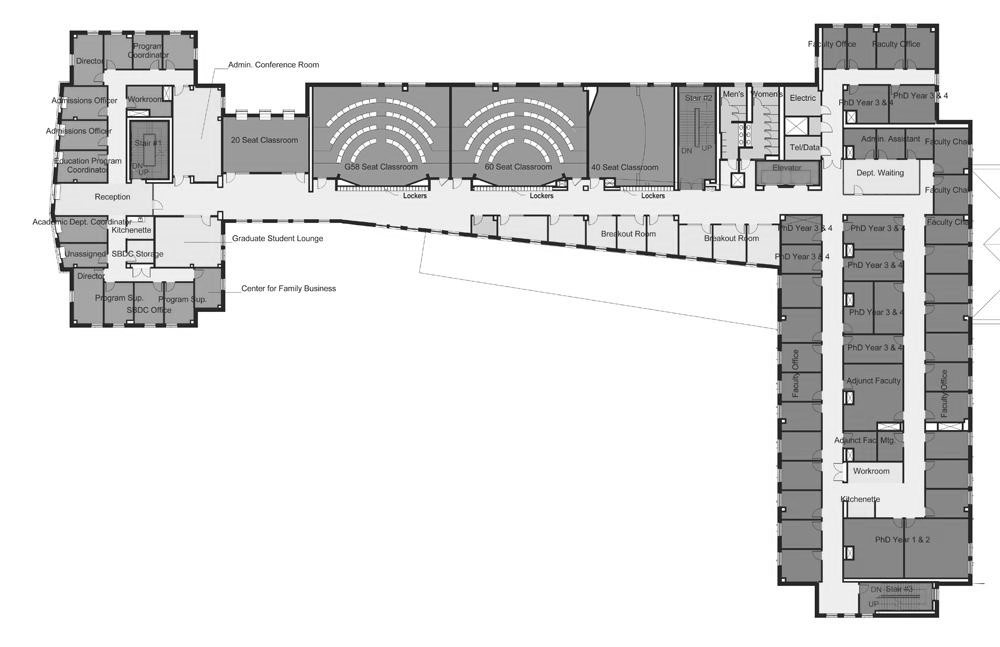 Program
Coordinator
Director
Admin. Conference Room
Admissions Officer
Workroom
Admissions Officer
Stair #1
Education Program
Coordinator
DN
UP
Reception
Academic Dept. Coordinator
Kitchenette
Unassigned
SBDC Storage
Graduate Student Lounge
Director
Center for Family Business
Program Sup.
Program Sup.
SBDC Office
20 Seat Classroom
G58 Seat Classroom
60 Seat Classroom
40 Seat Classroom
Lockers
Lockers
Lockers
Stair #2
DN
UP
Men's
Women's
Electric
Tel/Data
Elevator
Breakout Room
Breakout Room
Faculty Office
Faculty Office
PhD Year 3 & 4
PhD Year 3 & 4
Admin. Assistant
Faculty Chair
Dept. Waiting
Faculty Chair
Faculty Chair
PhD Year 3 & 4
PhD Year 3 & 4
PhD Year 3 & 4
PhD Year 3 & 4
PhD Year 3 & 4
PhD Year 3 & 4
Faculty Office
Adjunct Faculty
Faculty Office
Adjunct Fac. Mtg.
Workroom
Kitchenette
PhD Year 1 & 2
DN
Stair #3
UP